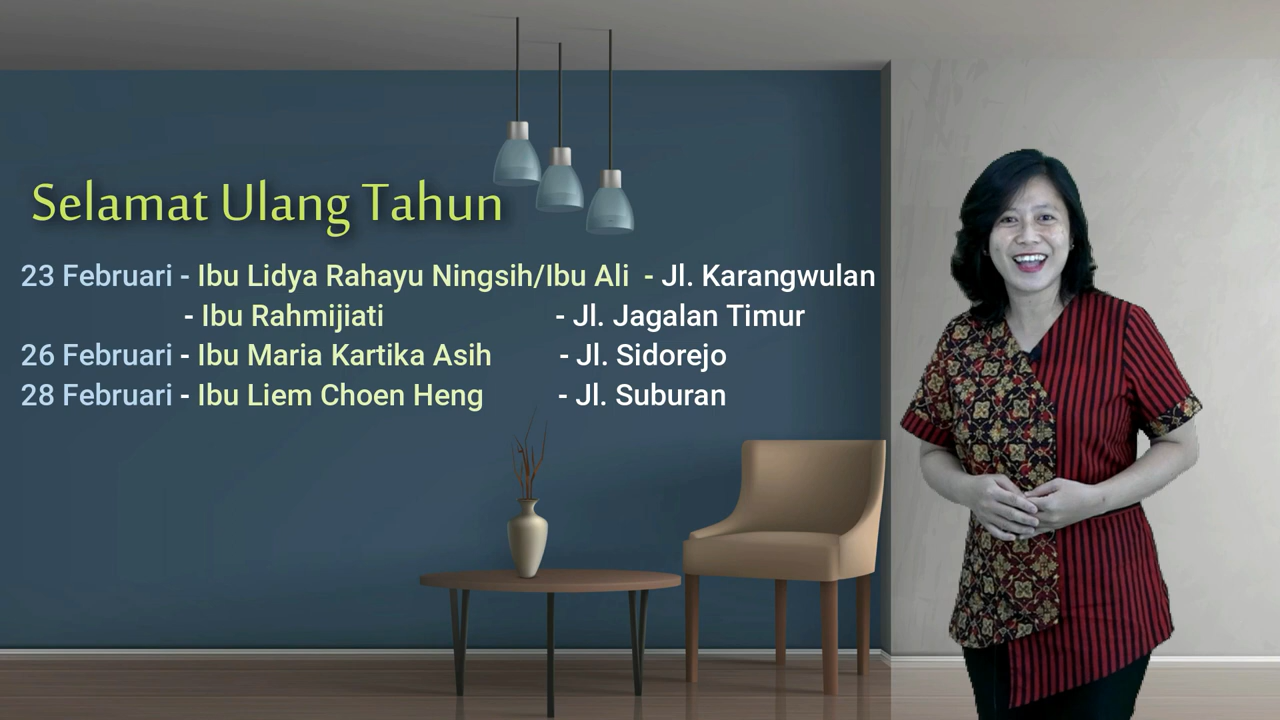 Selamat Ulang Tahun
23 Februari - Ibu Lidya Rahayu Ningsih/Ibu Ali - Jl. Karangwulan
- Ibu Rahmijiati - Jl. Jagalan Timur
26 Februari - Ibu Maria Kartika Asih - Jl. Sidorejo
28 Februari - Ibu Liem Choen Heng - Jl. Suburan